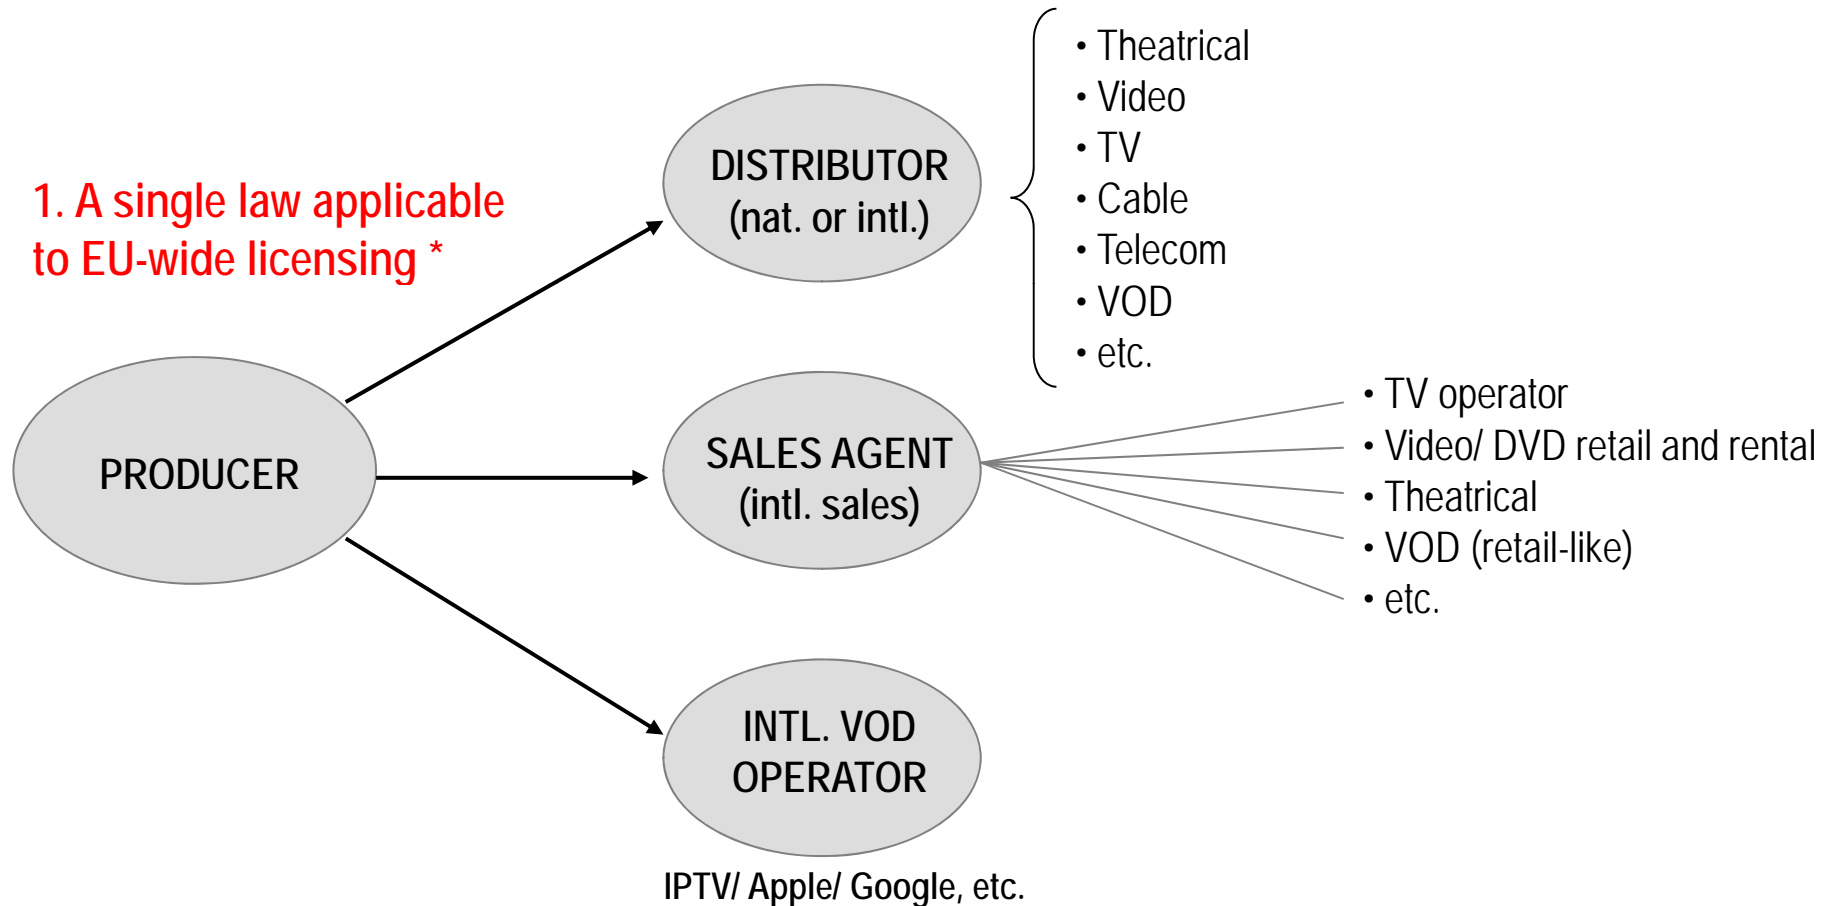 1. A single law applicable
to EU-wide licensing *
PRODUCER
DISTRIBUTOR
(nat. or intl.)
• Theatrical
• Video
• TV
• Cable
• Telecom
• VOD
• etc.
SALES AGENT
(intl. sales)
• TV operator
• Video/ DVD retail and rental
• Theatrical
• VOD (retail-like)
• etc.
INTL. VOD
OPERATOR
IPTV/ Apple/ Google, etc.